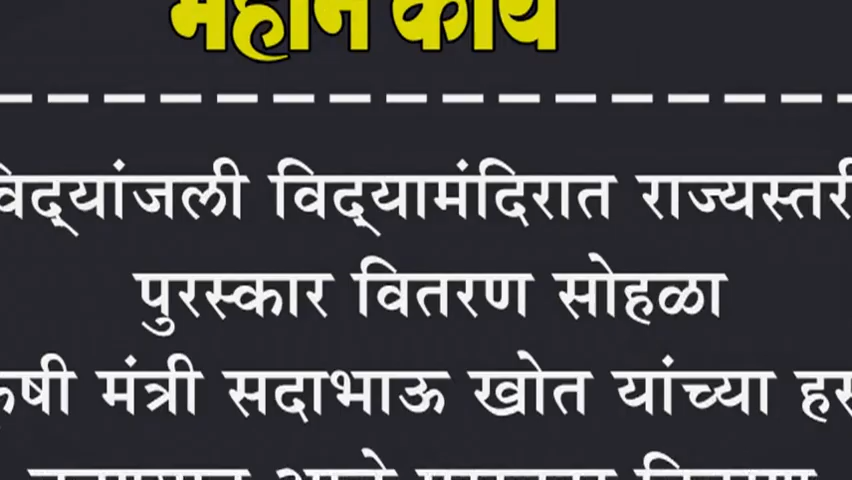 महान कार्य
विद्‌यांजली विद्‌यामंदिरात राज्यस्तरी
पुरस्कार वितरण सोहळा
कृषी मंत्री सदाभाऊ खोत यांच्या हस